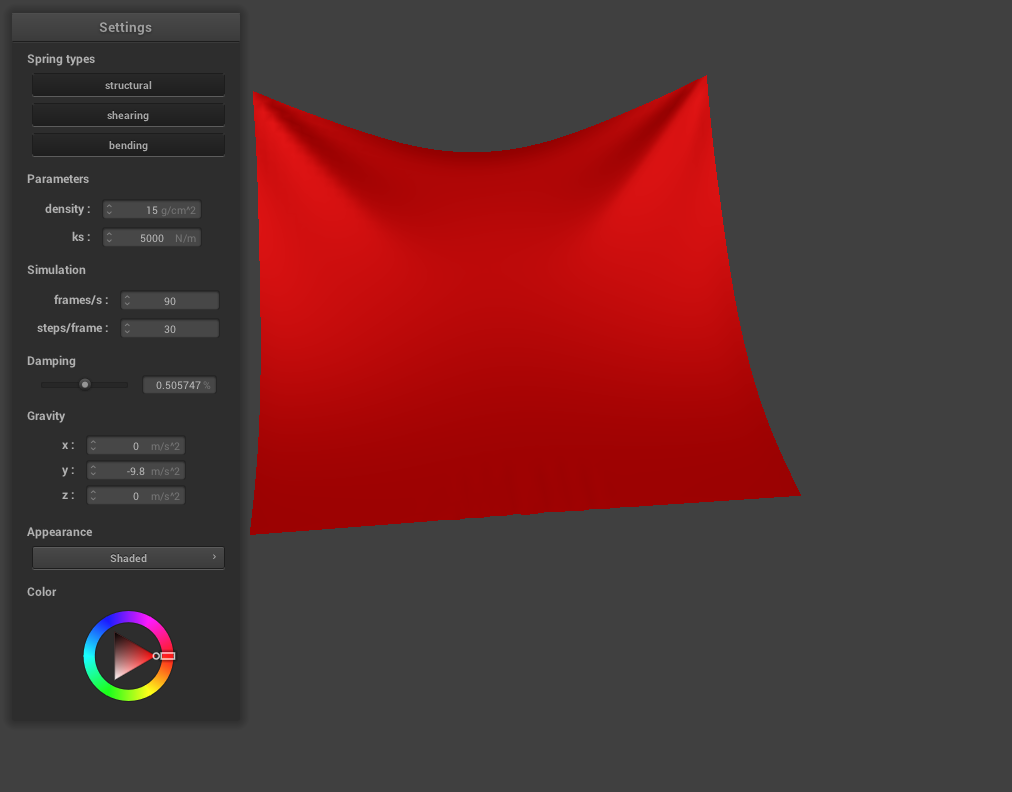 Settings
Spring types
structural
shearing
bending
Parameters
density : 15 g/cm^2
ks : 5000 N/m
Simulation
frames/s : 90
steps/frame : 30
Damping
0.505747 %
Gravity
x : 0 m/s^2
y : -9.8 m/s^2
z : 0 m/s^2
Appearance
Shaded
Color